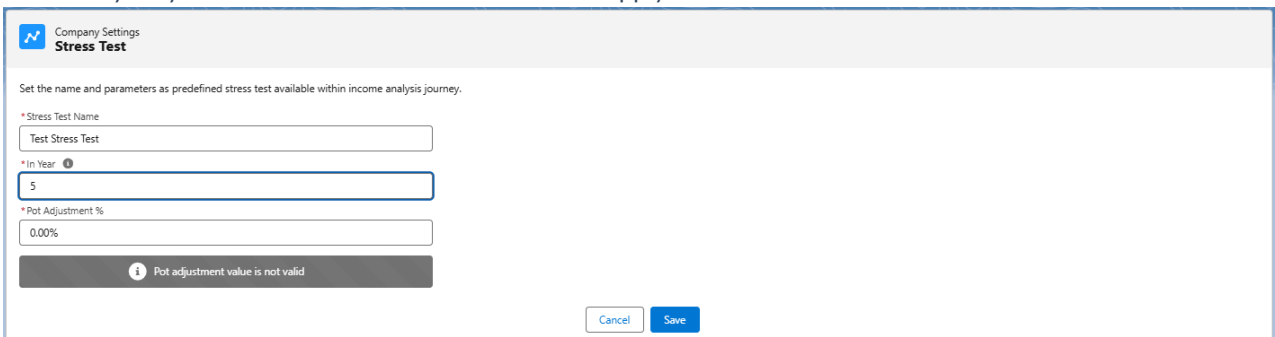 Company Settings
Stress Test
Set the name and parameters as predefined stress test available within income analysis journey.
*Stress Test Name
Test Stress Test
*In Year
5
*Pot Adjustment %
0.00%
Pot adjustment value is not valid
Cancel Save